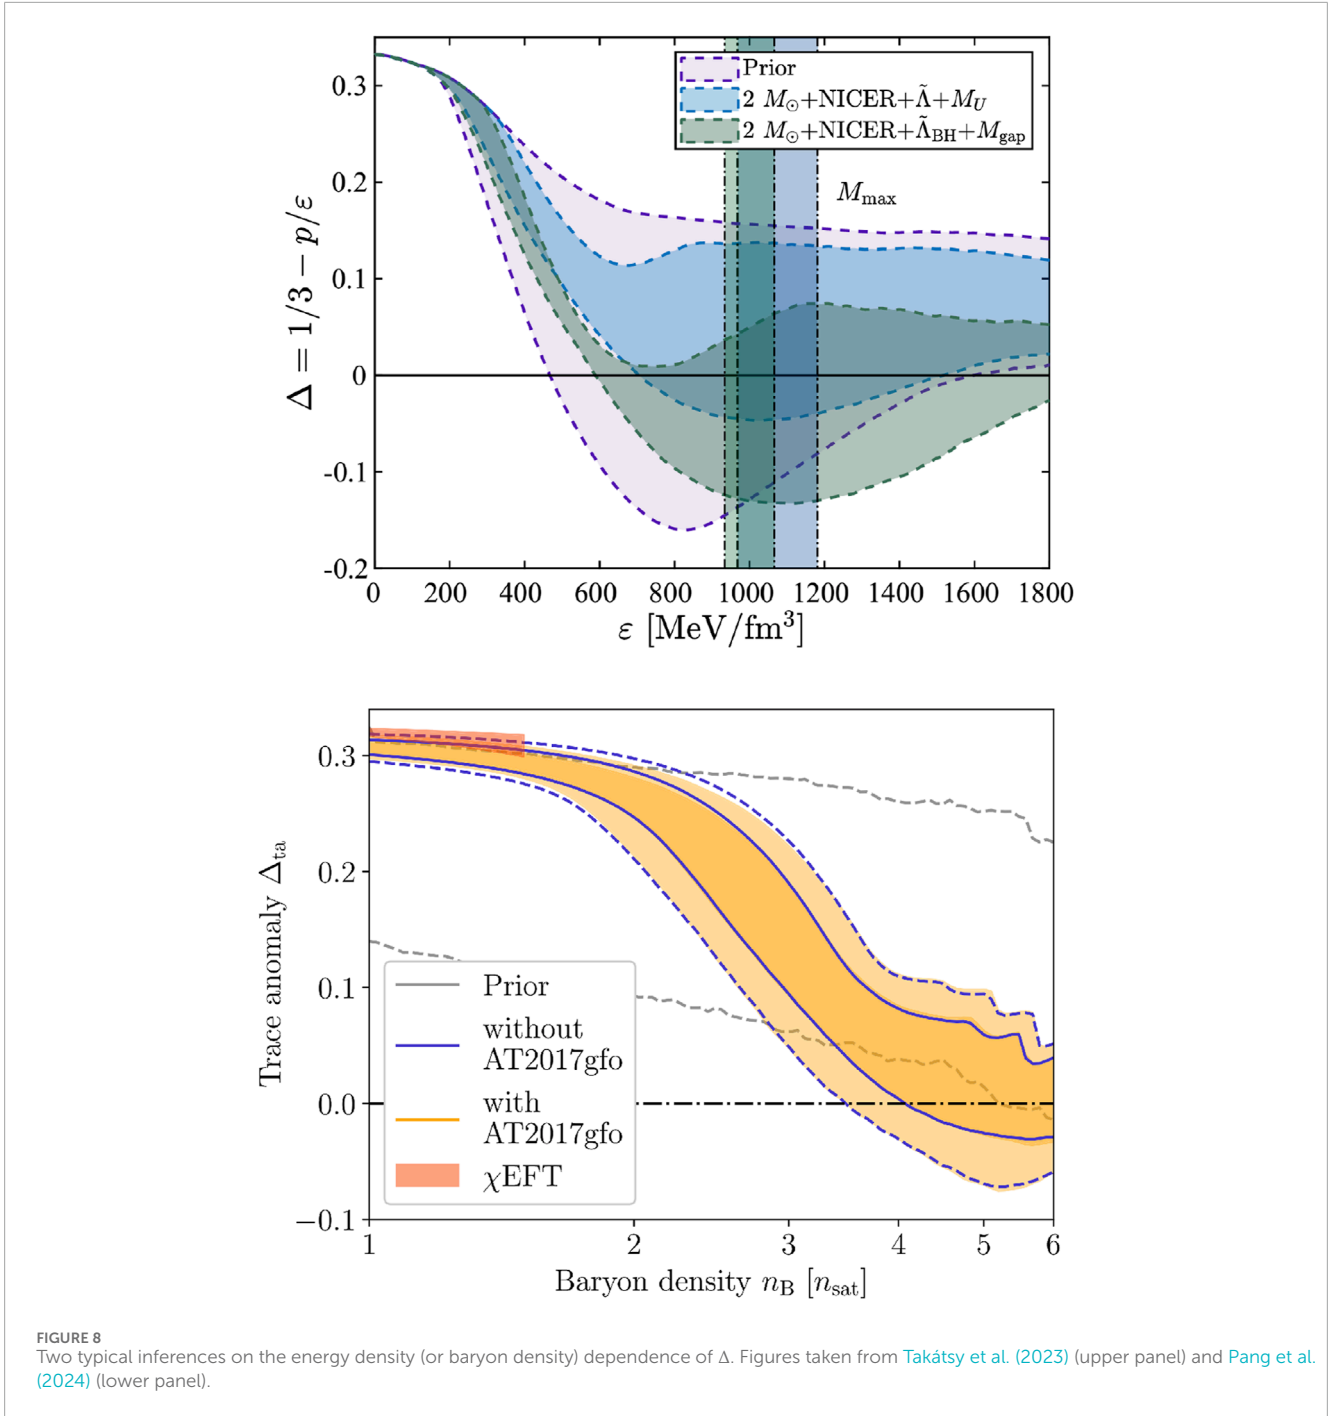 0.3
0.2
0.1
0
-0.1
-0.2
Δ = 1/3 − p/ε
Prior
2 M⊙+NICER+Λ̃+M_U
2 M⊙+NICER+Λ̃_BH+M_gap
M_max
0 200 400 600 800 1000 1200 1400 1600 1800
ε [MeV/fm³]
0.3
0.2
0.1
0.0
−0.1
Trace anomaly Δ_ta
Prior
without
AT2017gfo
with
AT2017gfo
χEFT
1 2 3 4 5 6
Baryon density n_B [n_sat]
FIGURE 8
Two typical inferences on the energy density (or baryon density) dependence of Δ. Figures taken from Takátsy et al. (2023) (upper panel) and Pang et al.
(2024) (lower panel).